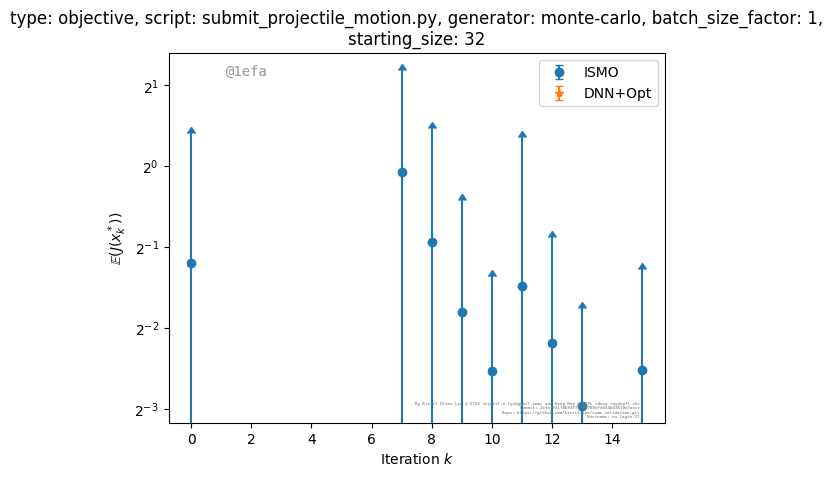 type: objective, script: submit_projectile_motion.py, generator: monte-carlo, batch_size_factor: 1,
starting_size: 32
@1efa
ISMO
DNN+Opt
2^1
2^0
2^{-1}
2^{-2}
2^{-3}
𝔼(J(x_k^*))
0 2 4 6 8 10 12 14
Iteration k